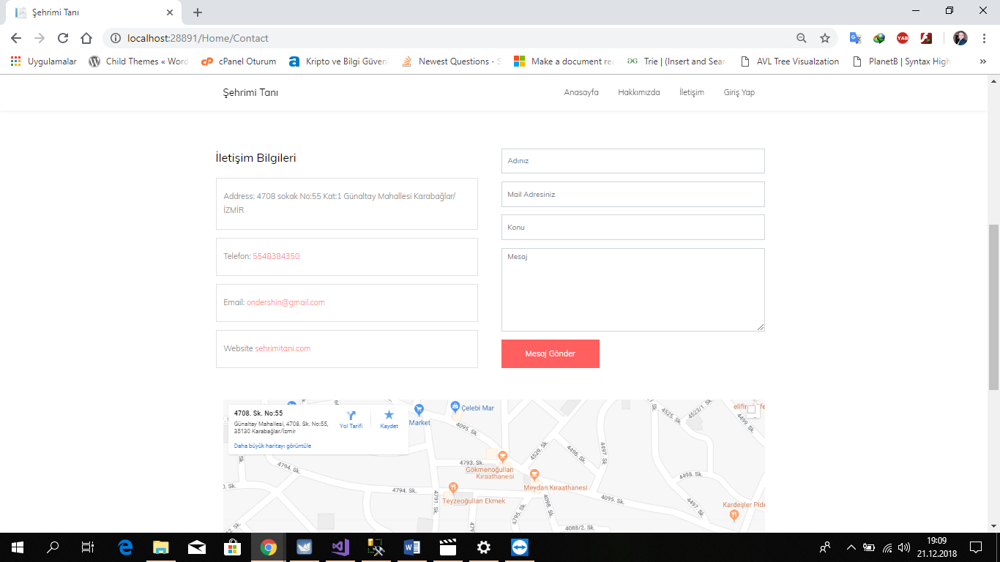 Şehrimi Tanı
localhost:28891/Home/Contact
Uygulamalar
Child Themes « Word
cPanel Oturum
Kripto ve Bilgi Güveni
Newest Questions - S
Make a document rea
Trie | (Insert and Sear
AVL Tree Visualzation
PlanetB | Syntax High
»
Şehrimi Tanı
Anasayfa
Hakkımızda
İletişim
Giriş Yap
İletişim Bilgileri
Address: 4708 sokak No:55 Kat:1 Günaltay Mahallesi Karabağlar/
İZMİR
Telefon: 5548384350
Email: ondershin@gmail.com
Website sehrimitani.com
Adınız
Mail Adresiniz
Konu
Mesaj
Mesaj Gönder
4708. Sk. No:55
Günaltay Mahallesi, 4708. Sk. No:55,
35130 Karabağlar/İzmir
Yol Tarifi
Kaydet
Daha büyük haritayı görüntüle
Market
Çelebi Mar
4095. Sk.
4525. Sk.
4523/1.
4499. Sk.
4529. Sk.
4496. Sk.
4497. Sk.
4793. Sk.
4794. Sk.
Gökmenoğulları
Kıraathanesi
Meydan Kıraathanesi
4498. Sk.
4794. Sk.
4791. Sk.
Teyzeoğulları Ekmek
4098. Sk.
4095. Sk.
4497. Sk.
Kardeşler Pide
4795. Sk.
4088/2. Sk.
19:09
21.12.2018